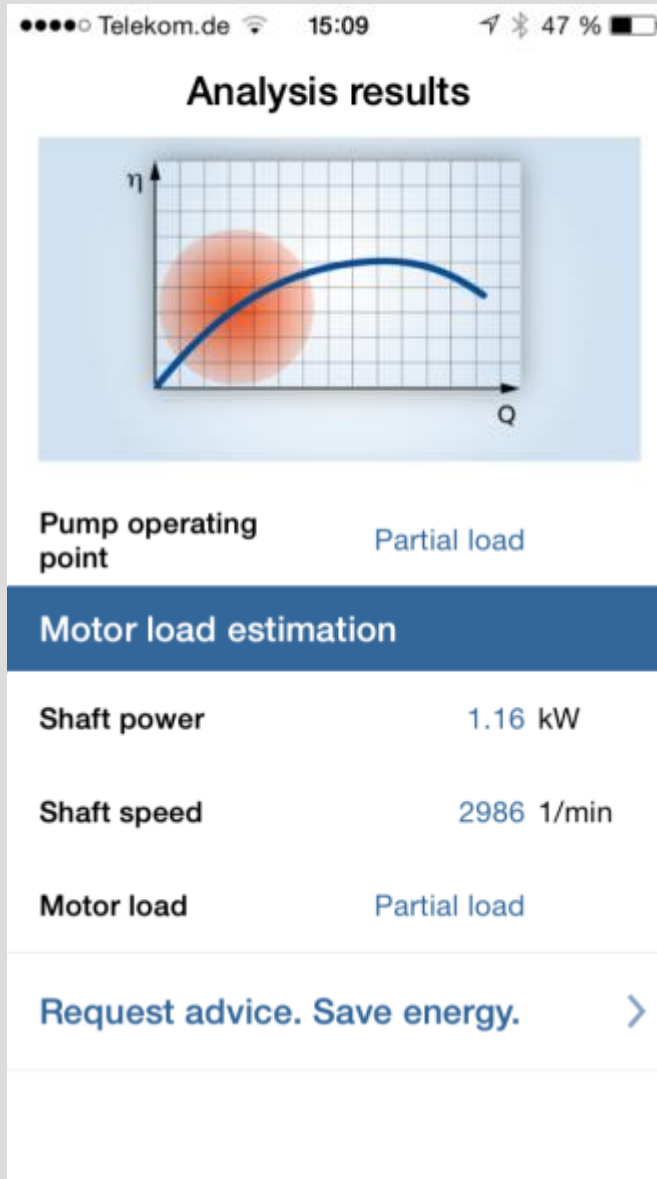 Telekom.de 15:09 47 %
Analysis results
η
Q
Pump operating
point
Partial load
Motor load estimation
Shaft power 1.16 kW
Shaft speed 2986 1/min
Motor load Partial load
Request advice. Save energy.